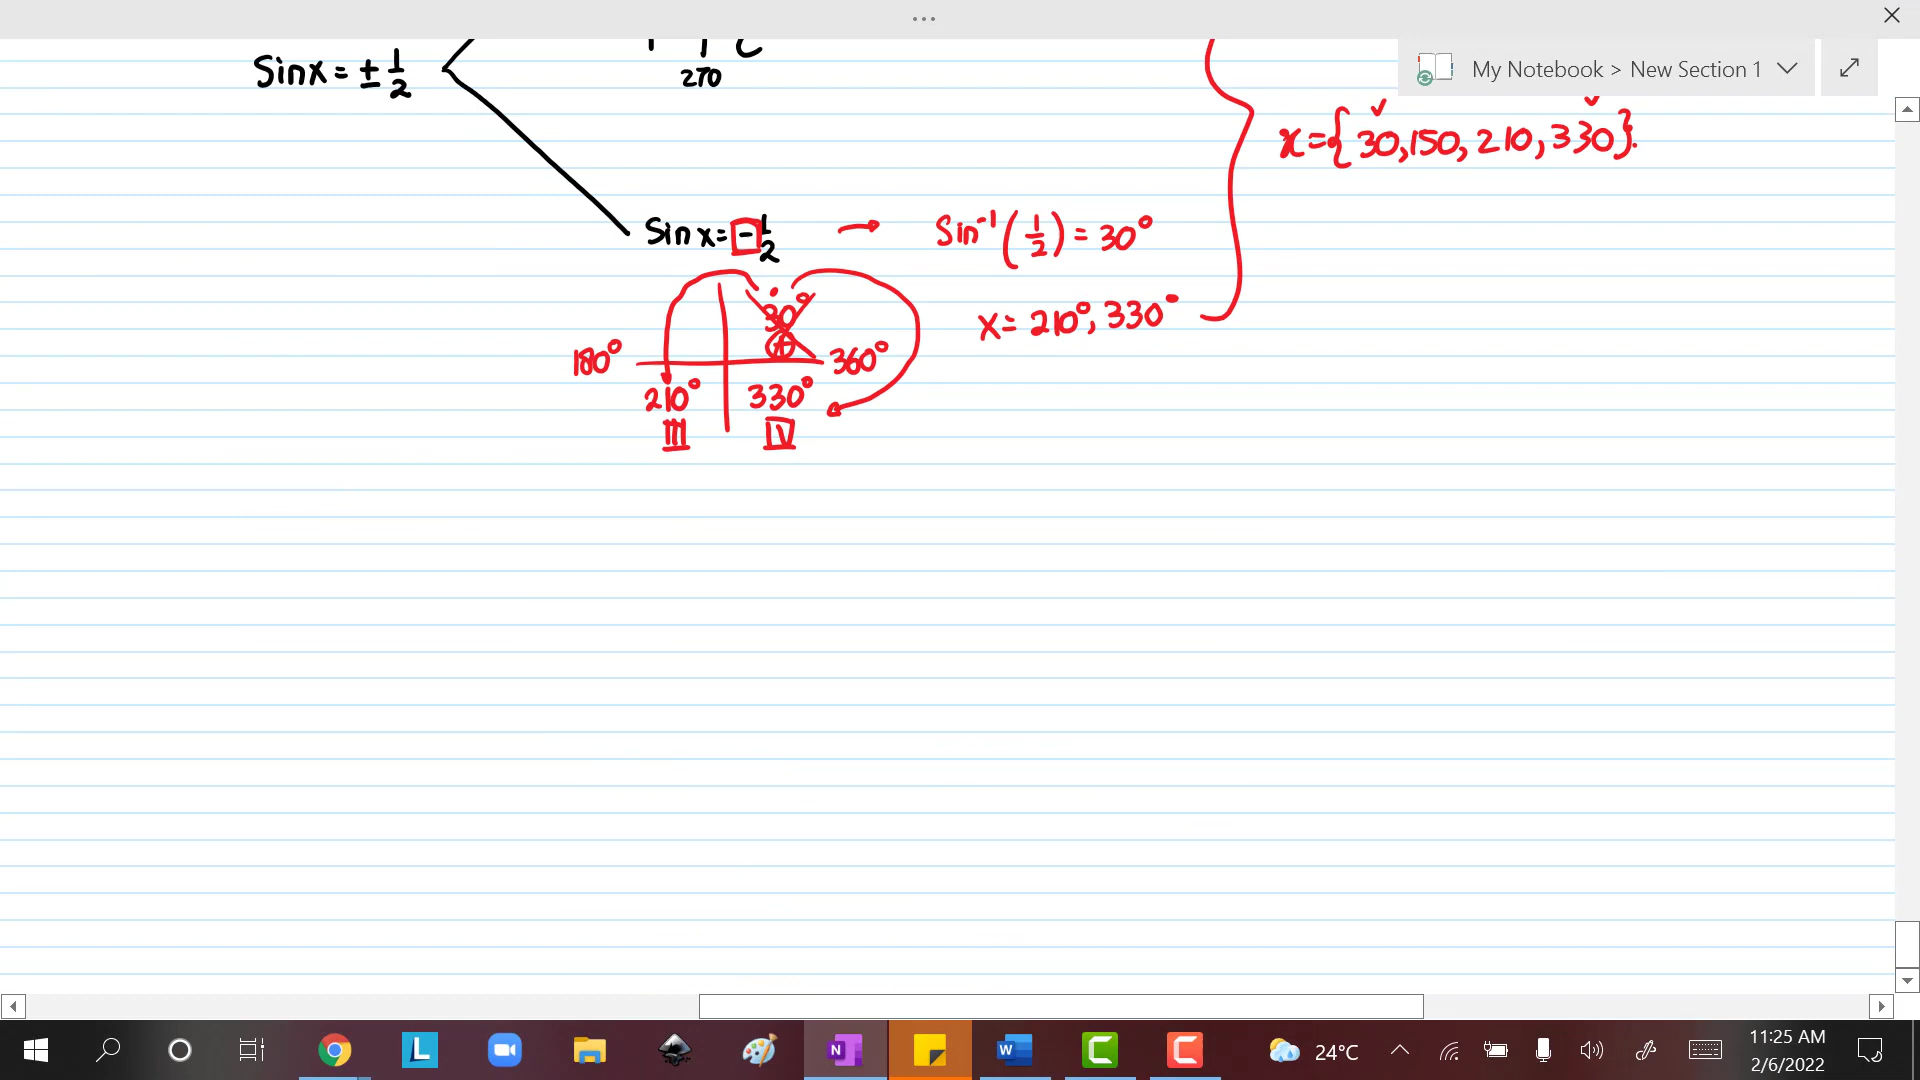 My Notebook > New Section 1
Sinx = ± 1/2
270
x={30,150,210,330}.
Sin x = - 1/2
Sin⁻¹(1/2) = 30°
30°
+
x = 210°, 330°
180°
360°
210°
330°
III
IV
24°C
11:25 AM
2/6/2022